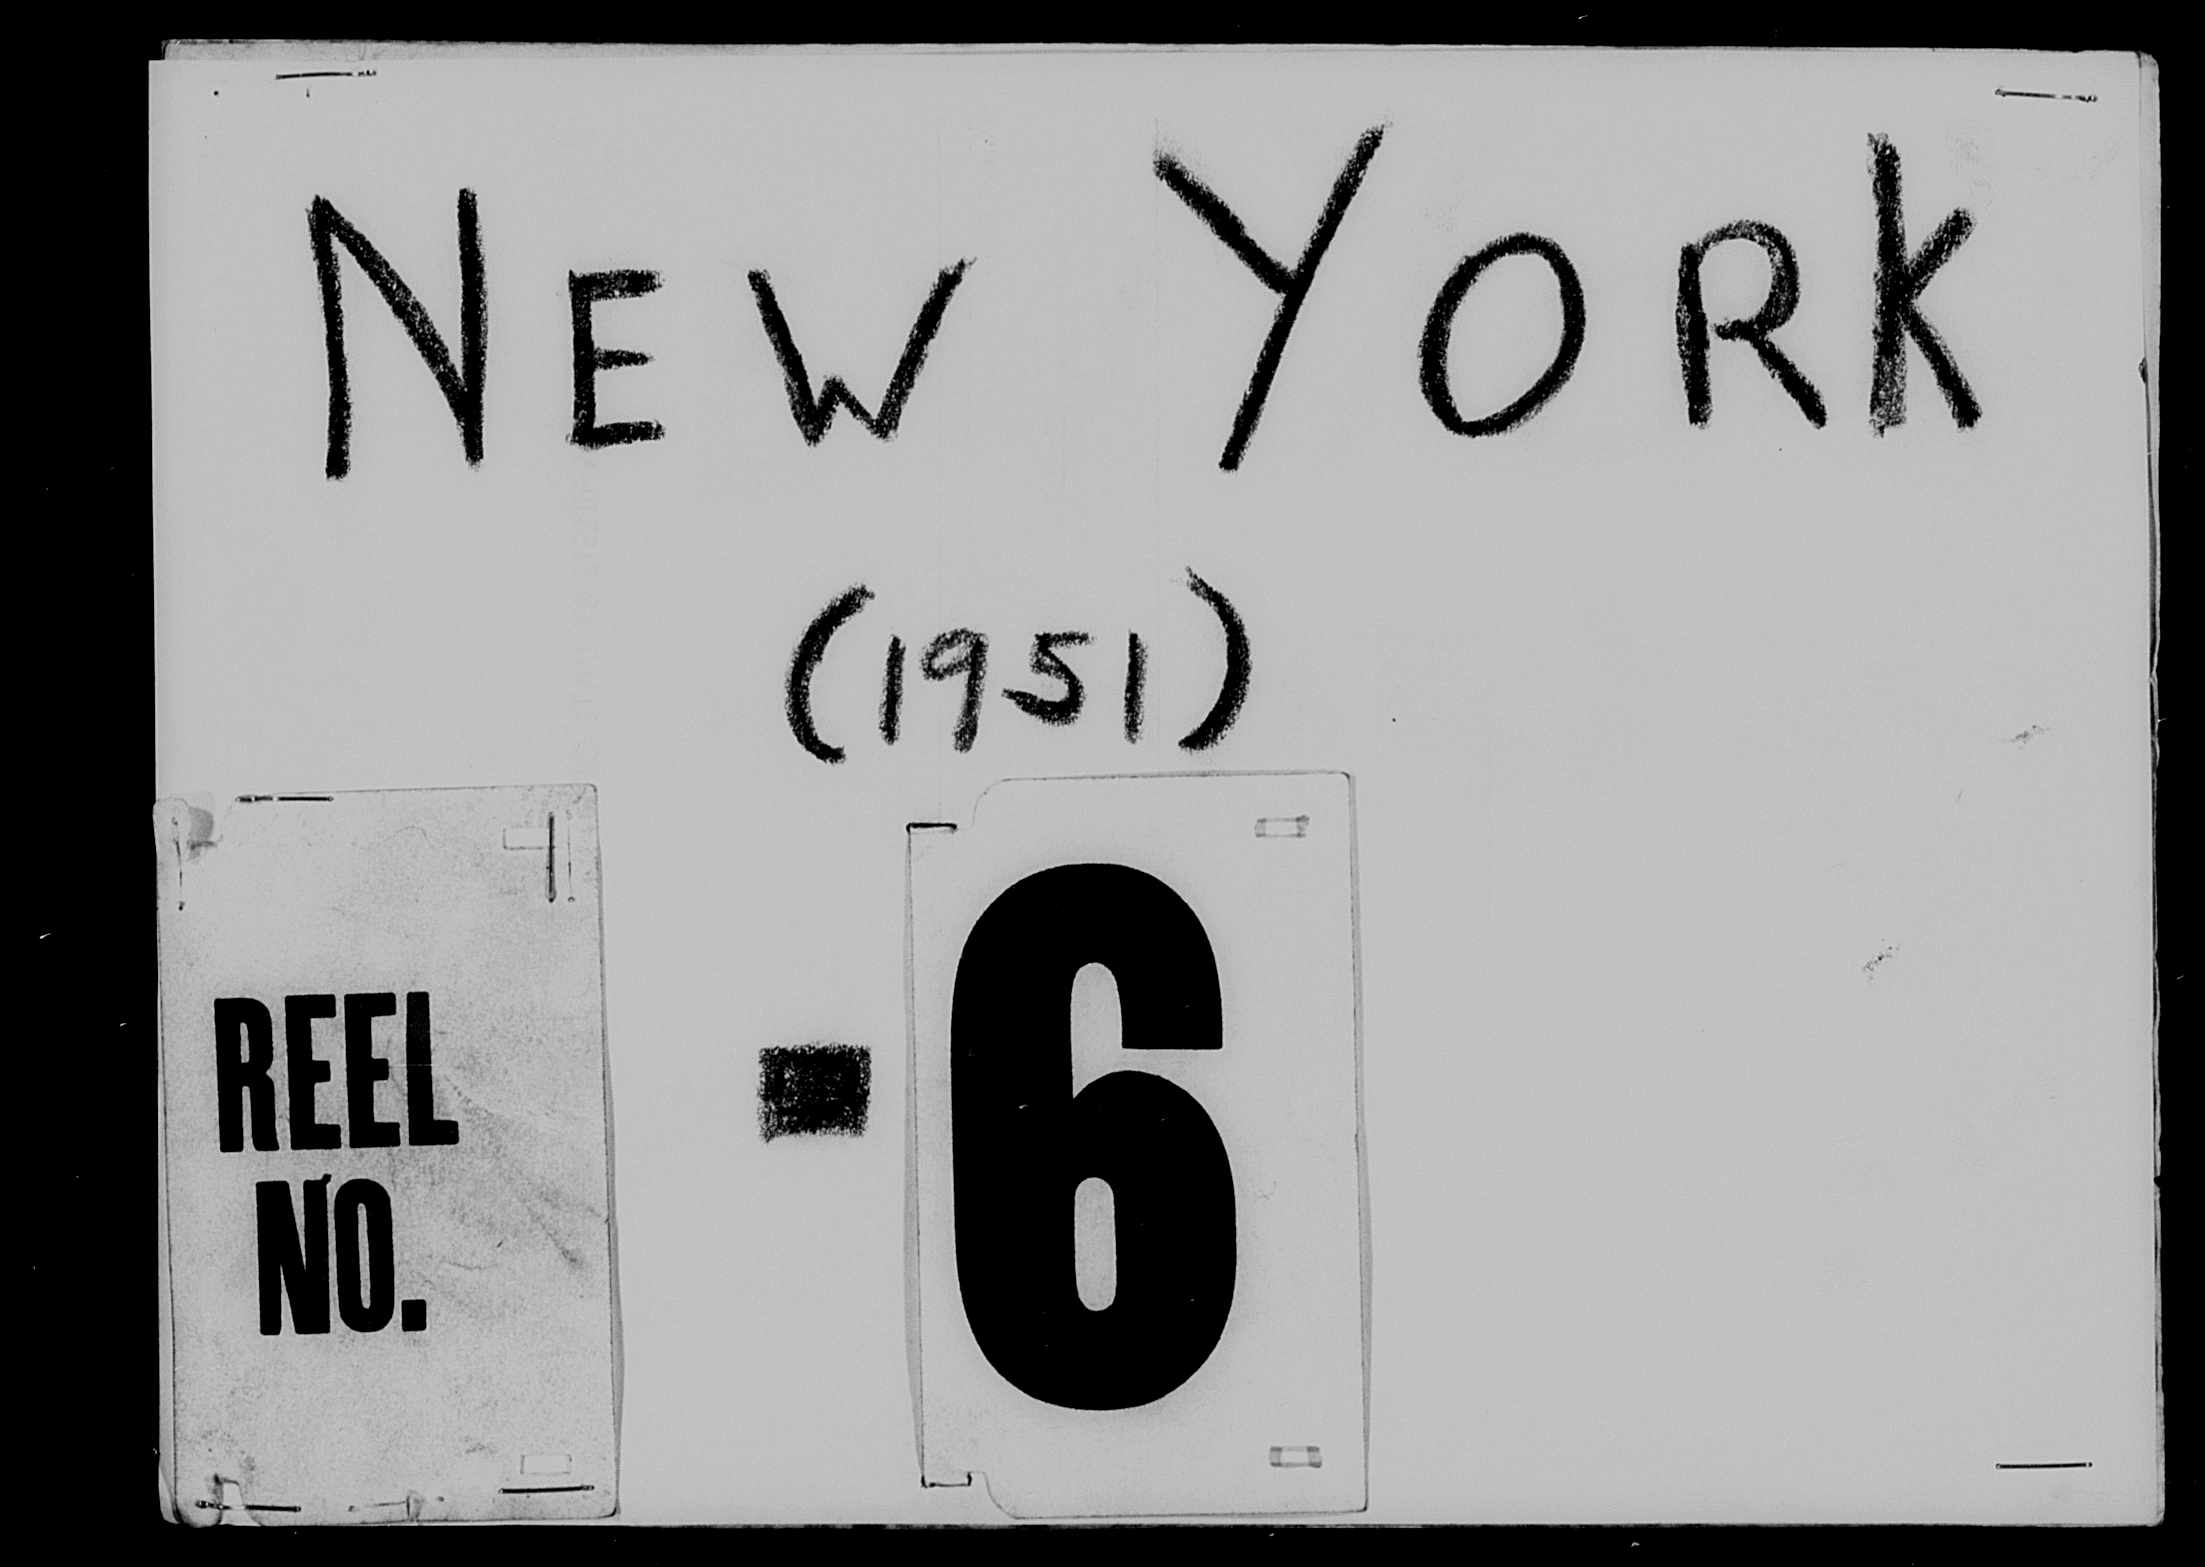 NEW YORK
(1951)
REEL
NO.
- 6